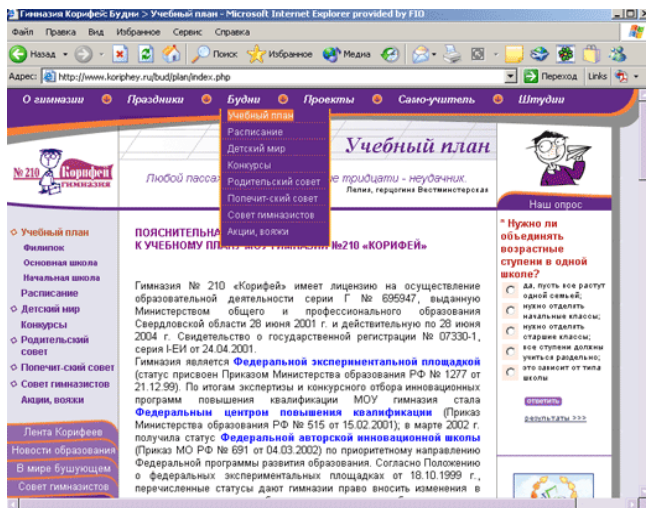 Гимназия Корифей: Будни > Учебный план - Microsoft Internet Explorer provided by FIO
Файл Правка Вид Избранное Сервис Справка
Назад Поиск Избранное Медиа
Адрес: http://www.koriphey.ru/bud/plan/index.php Переход Links
О гимназии Праздники Будни Проекты Само-учитель Штудии
Учебный план
Расписание
Детский мир
Конкурсы
Родительский совет
Попечит-ский совет
Совет гимназистов
Акции, вояжи
№ 210 Корифей
ГИМНАЗИЯ
Учебный план
Любой пасса е тридцати - неудачник.
Лелия, герцогиня Вестминстерская
Наш опрос
Учебный план
Филипок
Основная школа
Начальная школа
Расписание
Детский мир
Конкурсы
Родительский
совет
Попечит-ский совет
Совет гимназистов
Акции, вояжи
Лента Корифеев
Новости образования
В мире бушующем
Совет гимназистов
ПОЯСНИТЕЛЬНА
К УЧЕБНОМУ ПЛАНУ МОУ ГИМНАЗИИ №210 «КОРИФЕЙ»
Гимназия № 210 «Корифей» имеет лицензию на осуществление
образовательной деятельности серии Г № 695947, выданную
Министерством общего и профессионального образования
Свердловской области 28 июня 2001 г. и действительную по 28 июня
2004 г. Свидетельство о государственной регистрации № 07330-1,
серия I-ЕИ от 24.04.2001.
Гимназия является Федеральной экспериментальной площадкой
(статус присвоен Приказом Министерства образования РФ № 1277 от
21.12.99). По итогам экспертизы и конкурсного отбора инновационных
программ повышения квалификации МОУ гимназия стала
Федеральным центром повышения квалификации (Приказ
Министерства образования РФ № 515 от 15.02.2001); в марте 2002 г.
получила статус Федеральной авторской инновационной школы
(Приказ МО РФ № 691 от 04.03.2002) по приоритетному направлению
Федеральной программы развития образования. Согласно Положению
о федеральных экспериментальных площадках от 18.10.1999 г.,
перечисленные статусы дают гимназии право вносить изменения в
" Нужно ли
объединять
возрастные
ступени в одной
школе?
да, пусть все растут
одной семьей;
нужно отделять
начальные классы;
нужно отделять
старшие классы;
все ступени должны
учиться раздельно;
это зависит от типа
школы
ответить
результаты >>>